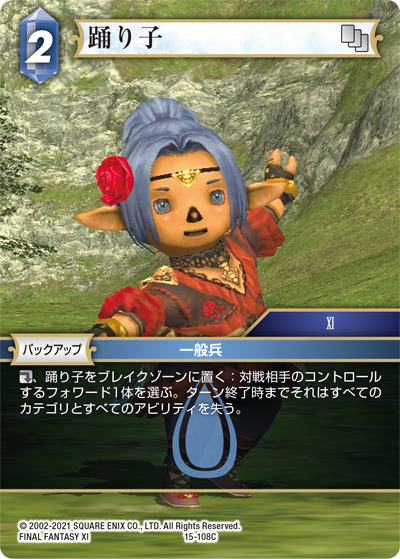 2
踊り子
XI
バックアップ
一般兵
、踊り子をブレイクゾーンに置く：対戦相手のコントロール
するフォワード1体を選ぶ。ターン終了時までそれはすべての
カテゴリとすべてのアビリティを失う。
© 2002-2021 SQUARE ENIX CO., LTD. All Rights Reserved.
FINAL FANTASY XI
15-108C